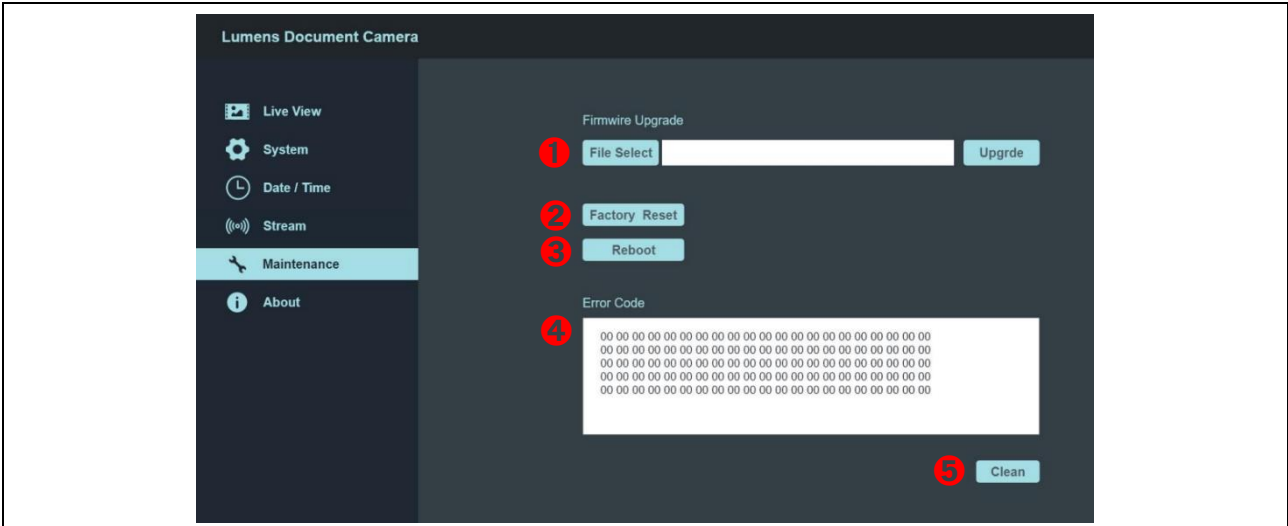 Lumens Document Camera
Live View
System
Date / Time
Stream
Maintenance
About
Firmwire Upgrade
1 File Select Upgrde
2 Factory Reset
3 Reboot
Error Code
4
00 00 00 00 00 00 00 00 00 00 00 00 00 00 00 00 00 00 00 00 00
00 00 00 00 00 00 00 00 00 00 00 00 00 00 00 00 00 00 00 00 00
00 00 00 00 00 00 00 00 00 00 00 00 00 00 00 00 00 00 00 00 00
00 00 00 00 00 00 00 00 00 00 00 00 00 00 00 00 00 00 00 00 00
00 00 00 00 00 00 00 00 00 00 00 00 00 00 00 00 00 00 00 00 00
5 Clean